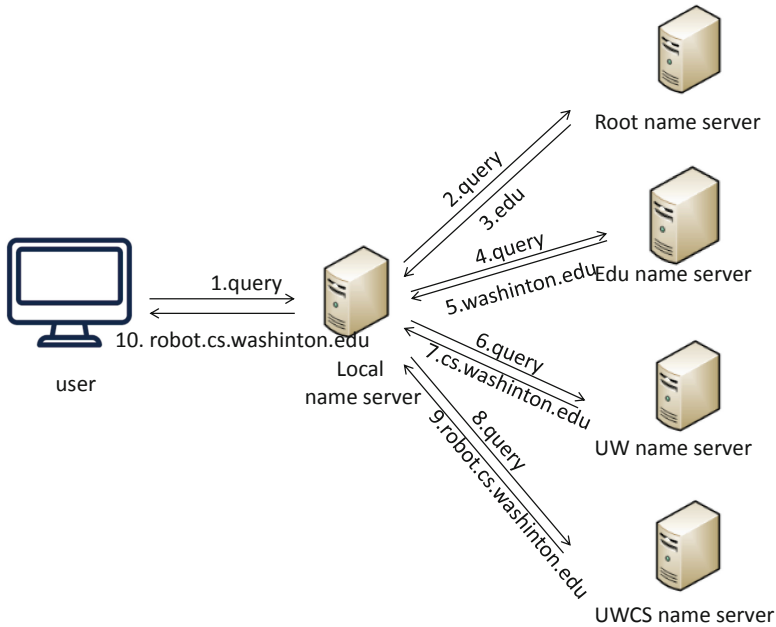 Root name server
2.query
3.edu
4.query
5.washinton.edu
Edu name server
1.query
10. robot.cs.washinton.edu
user
Local
name server
6.query
7.cs.washinton.edu
UW name server
8.query
9.robot.cs.washinton.edu
UWCS name server